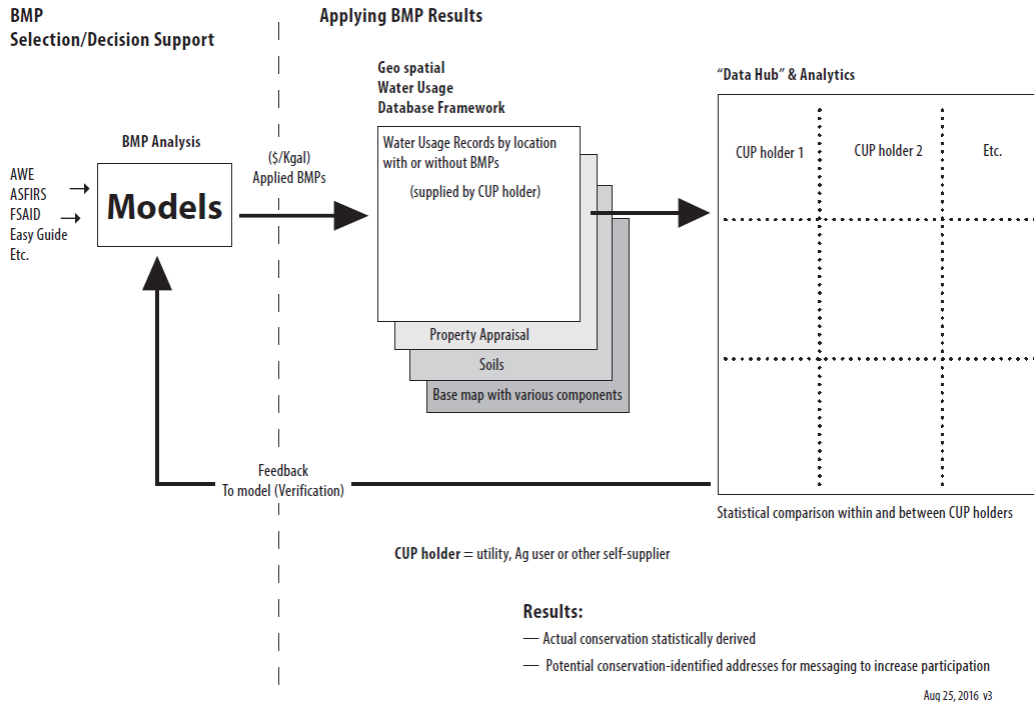 BMP
Selection/Decision Support
Applying BMP Results
Geo spatial
Water Usage
Database Framework
"Data Hub" & Analytics
BMP Analysis
AWE
ASFIRS
FSAID
Easy Guide
Etc.
Models
($/Kgal)
Applied BMPs
Water Usage Records by location
with or without BMPs
(supplied by CUP holder)
Property Appraisal
Soils
Base map with various components
CUP holder 1
CUP holder 2
Etc.
Feedback
To model (Verification)
Statistical comparison within and between CUP holders
CUP holder = utility, Ag user or other self-supplier
Results:
— Actual conservation statistically derived
— Potential conservation-identified addresses for messaging to increase participation
Aug 25, 2016 v3